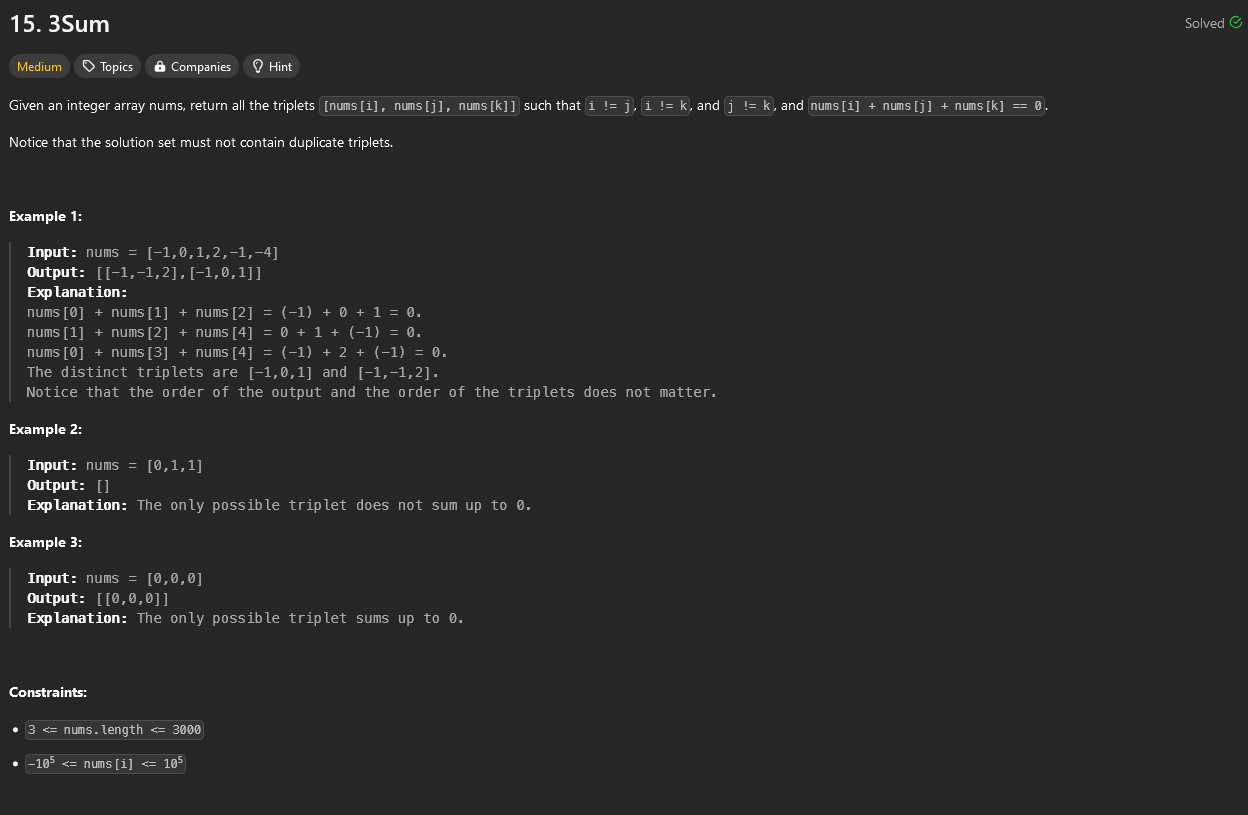 15. 3Sum
Solved
Medium Topics Companies Hint
Given an integer array nums, return all the triplets [nums[i], nums[j], nums[k]] such that i != j, i != k, and j != k, and nums[i] + nums[j] + nums[k] == 0.
Notice that the solution set must not contain duplicate triplets.
Example 1:
Input: nums = [-1,0,1,2,-1,-4]
Output: [[-1,-1,2],[-1,0,1]]
Explanation:
nums[0] + nums[1] + nums[2] = (-1) + 0 + 1 = 0.
nums[1] + nums[2] + nums[4] = 0 + 1 + (-1) = 0.
nums[0] + nums[3] + nums[4] = (-1) + 2 + (-1) = 0.
The distinct triplets are [-1,0,1] and [-1,-1,2].
Notice that the order of the output and the order of the triplets does not matter.
Example 2:
Input: nums = [0,1,1]
Output: []
Explanation: The only possible triplet does not sum up to 0.
Example 3:
Input: nums = [0,0,0]
Output: [[0,0,0]]
Explanation: The only possible triplet sums up to 0.
Constraints:
• 3 <= nums.length <= 3000
• -10⁵ <= nums[i] <= 10⁵